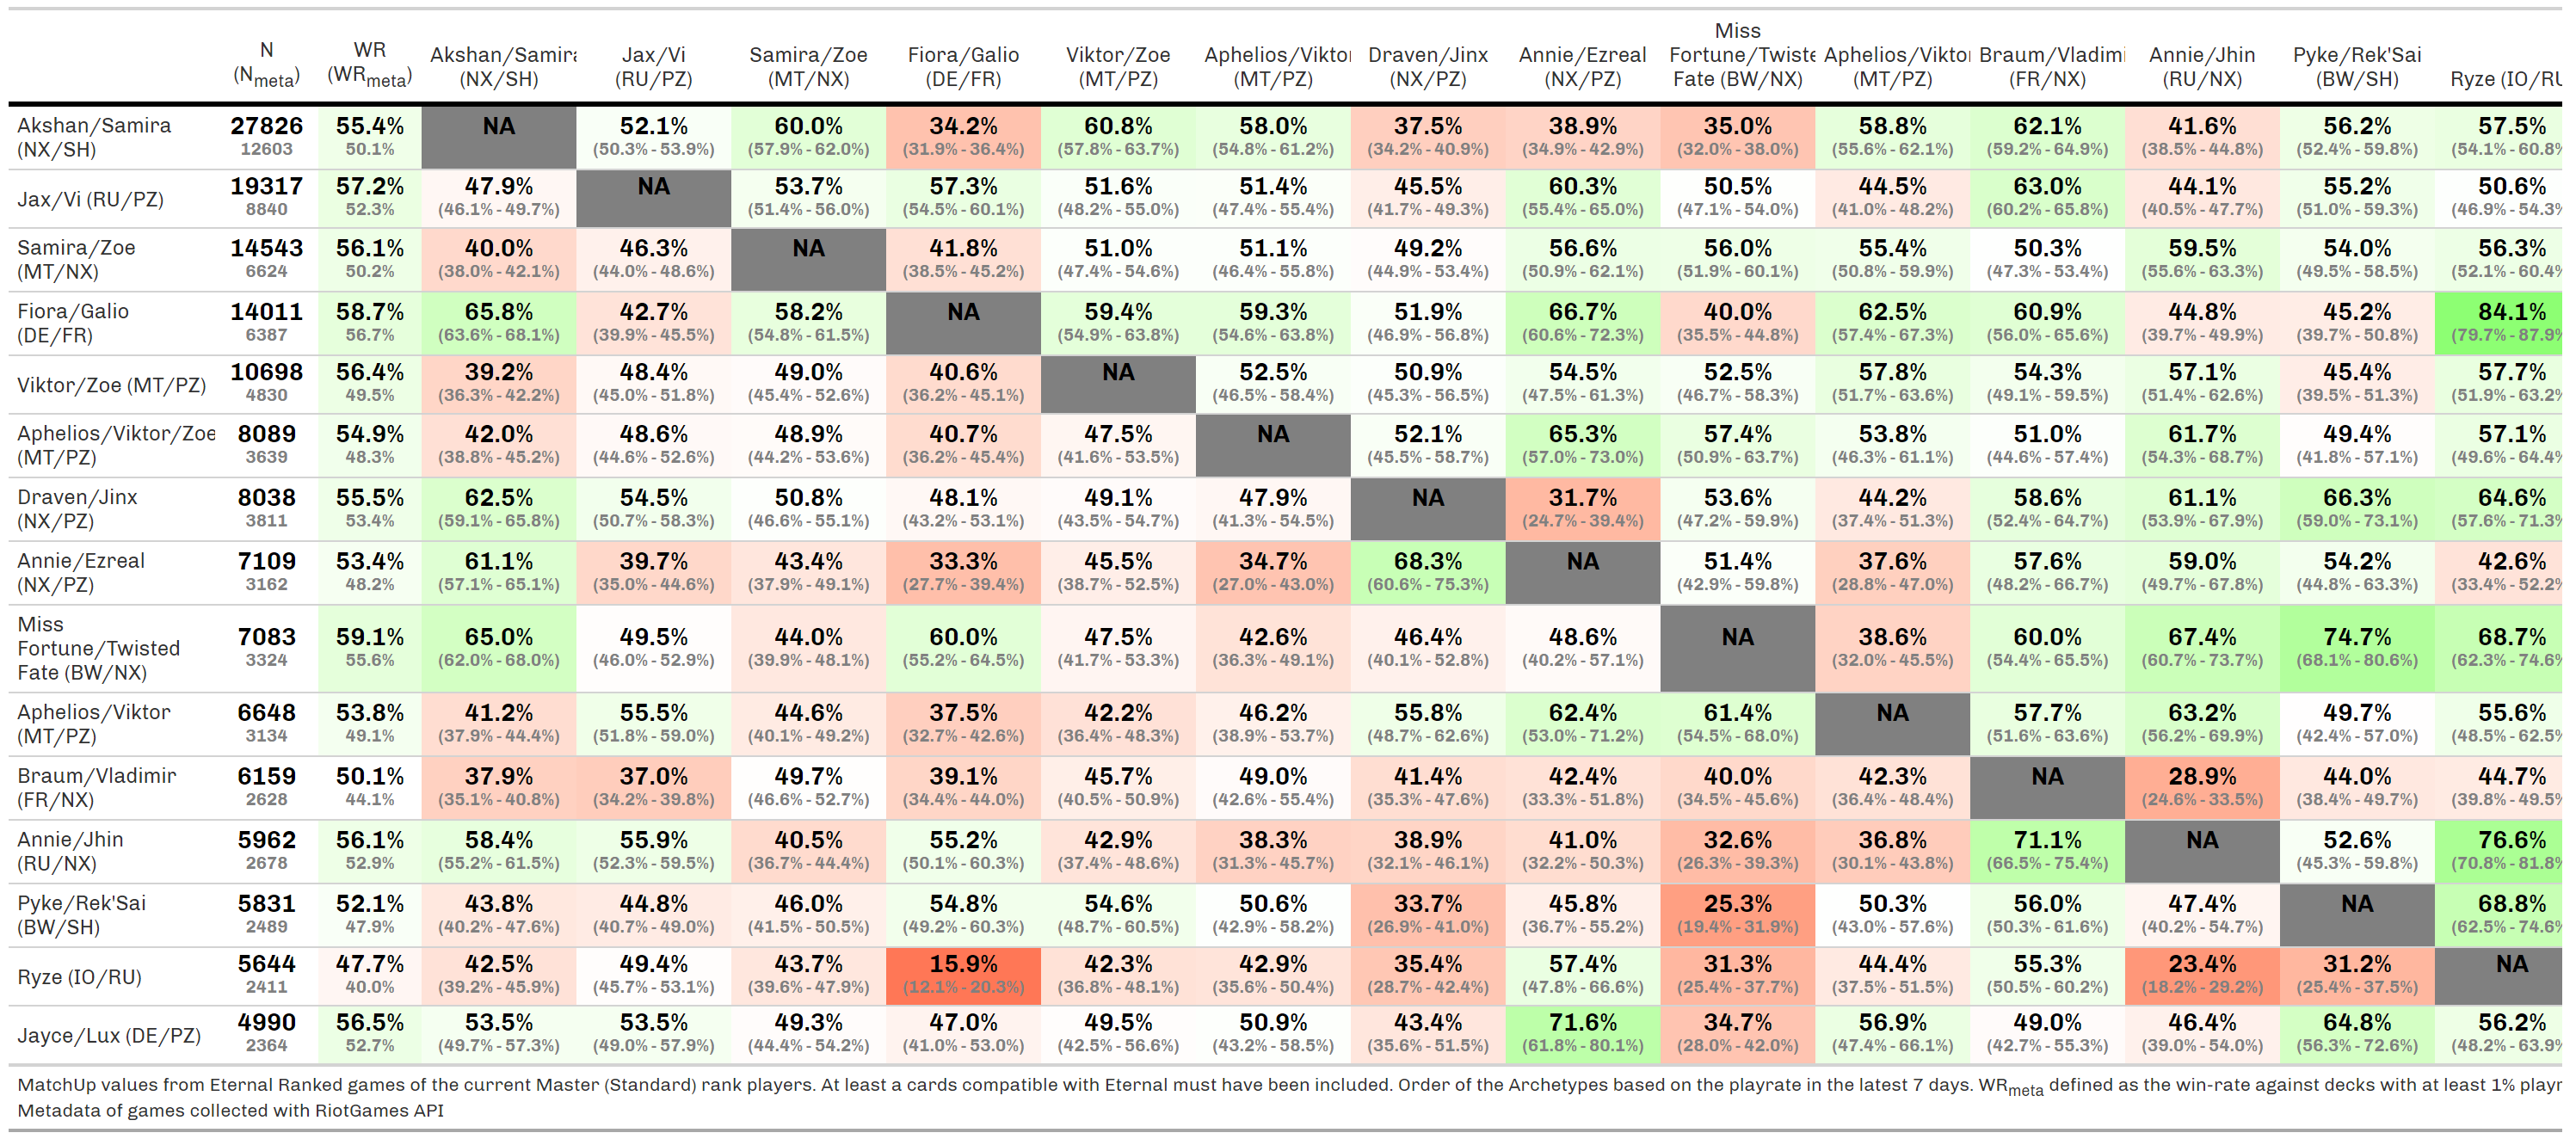 Miss
N WR Akshan/Samira Jax/Vi Samira/Zoe Fiora/Galio Viktor/Zoe Aphelios/Viktor Draven/Jinx Annie/Ezreal Fortune/Twiste Aphelios/Viktor Braum/Vladimi Annie/Jhin Pyke/Rek'Sai
(Nmeta) (WRmeta) (NX/SH) (RU/PZ) (MT/NX) (DE/FR) (MT/PZ) (MT/PZ) (NX/PZ) (NX/PZ) Fate (BW/NX) (MT/PZ) (FR/NX) (RU/NX) (BW/SH) Ryze (IO/RU
Akshan/Samira 27826 55.4% NA 52.1% 60.0% 34.2% 60.8% 58.0% 37.5% 38.9% 35.0% 58.8% 62.1% 41.6% 56.2% 57.5%
(NX/SH) 12603 50.1% (50.3% - 53.9%) (57.9% - 62.0%) (31.9% - 36.4%) (57.8% - 63.7%) (54.8% - 61.2%) (34.2% - 40.9%) (34.9% - 42.9%) (32.0% - 38.0%) (55.6% - 62.1%) (59.2% - 64.9%) (38.5% - 44.8%) (52.4% - 59.8%) (54.1% - 60.8%
Jax/Vi (RU/PZ) 19317 57.2% 47.9% NA 53.7% 57.3% 51.6% 51.4% 45.5% 60.3% 50.5% 44.5% 63.0% 44.1% 55.2% 50.6%
8840 52.3% (46.1% - 49.7%) (51.4% - 56.0%) (54.5% - 60.1%) (48.2% - 55.0%) (47.4% - 55.4%) (41.7% - 49.3%) (55.4% - 65.0%) (47.1% - 54.0%) (41.0% - 48.2%) (60.2% - 65.8%) (40.5% - 47.7%) (51.0% - 59.3%) (46.9% - 54.3%
Samira/Zoe 14543 56.1% 40.0% 46.3% NA 41.8% 51.0% 51.1% 49.2% 56.6% 56.0% 55.4% 50.3% 59.5% 54.0% 56.3%
(MT/NX) 6624 50.2% (38.0% - 42.1%) (44.0% - 48.6%) (38.5% - 45.2%) (47.4% - 54.6%) (46.4% - 55.8%) (44.9% - 53.4%) (50.9% - 62.1%) (51.9% - 60.1%) (50.8% - 59.9%) (47.3% - 53.4%) (55.6% - 63.3%) (49.5% - 58.5%) (52.1% - 60.4%
Fiora/Galio 14011 58.7% 65.8% 42.7% 58.2% NA 59.4% 59.3% 51.9% 66.7% 40.0% 62.5% 60.9% 44.8% 45.2% 84.1%
(DE/FR) 6387 56.7% (63.6% - 68.1%) (39.9% - 45.5%) (54.8% - 61.5%) (54.9% - 63.8%) (54.6% - 63.8%) (46.9% - 56.8%) (60.6% - 72.3%) (35.5% - 44.8%) (57.4% - 67.3%) (56.0% - 65.6%) (39.7% - 49.9%) (39.7% - 50.8%) (79.7% - 87.9%
Viktor/Zoe (MT/PZ) 10698 56.4% 39.2% 48.4% 49.0% 40.6% NA 52.5% 50.9% 54.5% 52.5% 57.8% 54.3% 57.1% 45.4% 57.7%
4830 49.5% (36.3% - 42.2%) (45.0% - 51.8%) (45.4% - 52.6%) (36.2% - 45.1%) (46.5% - 58.4%) (45.3% - 56.5%) (47.5% - 61.3%) (46.7% - 58.3%) (51.7% - 63.6%) (49.1% - 59.5%) (51.4% - 62.6%) (39.5% - 51.3%) (51.9% - 63.2%
Aphelios/Viktor/Zoe 8089 54.9% 42.0% 48.6% 48.9% 40.7% 47.5% NA 52.1% 65.3% 57.4% 53.8% 51.0% 61.7% 49.4% 57.1%
(MT/PZ) 3639 48.3% (38.8% - 45.2%) (44.6% - 52.6%) (44.2% - 53.6%) (36.2% - 45.4%) (41.6% - 53.5%) (45.5% - 58.7%) (57.0% - 73.0%) (50.9% - 63.7%) (46.3% - 61.1%) (44.6% - 57.4%) (54.3% - 68.7%) (41.8% - 57.1%) (49.6% - 64.4%
Draven/Jinx 8038 55.5% 62.5% 54.5% 50.8% 48.1% 49.1% 47.9% NA 31.7% 53.6% 44.2% 58.6% 61.1% 66.3% 64.6%
(NX/PZ) 3811 53.4% (59.1% - 65.8%) (50.7% - 58.3%) (46.6% - 55.1%) (43.2% - 53.1%) (43.5% - 54.7%) (41.3% - 54.5%) (24.7% - 39.4%) (47.2% - 59.9%) (37.4% - 51.3%) (52.4% - 64.7%) (53.9% - 67.9%) (59.0% - 73.1%) (57.6% - 71.3%
Annie/Ezreal 7109 53.4% 61.1% 39.7% 43.4% 33.3% 45.5% 34.7% 68.3% NA 51.4% 37.6% 57.6% 59.0% 54.2% 42.6%
(NX/PZ) 3162 48.2% (57.1% - 65.1%) (35.0% - 44.6%) (37.9% - 49.1%) (27.7% - 39.4%) (38.7% - 52.5%) (27.0% - 43.0%) (60.6% - 75.3%) (42.9% - 59.8%) (28.8% - 47.0%) (48.2% - 66.7%) (49.7% - 67.8%) (44.8% - 63.3%) (33.4% - 52.2%
Miss
Fortune/Twisted 7083 59.1% 65.0% 49.5% 44.0% 60.0% 47.5% 42.6% 46.4% 48.6% NA 38.6% 60.0% 67.4% 74.7% 68.7%
Fate (BW/NX) 3324 55.6% (62.0% - 68.0%) (46.0% - 52.9%) (39.9% - 48.1%) (55.2% - 64.5%) (41.7% - 53.3%) (36.3% - 49.1%) (40.1% - 52.8%) (40.2% - 57.1%) (32.0% - 45.5%) (54.4% - 65.5%) (60.7% - 73.7%) (68.1% - 80.6%) (62.3% - 74.6%
Aphelios/Viktor 6648 53.8% 41.2% 55.5% 44.6% 37.5% 42.2% 46.2% 55.8% 62.4% 61.4% NA 57.7% 63.2% 49.7% 55.6%
(MT/PZ) 3134 49.1% (37.9% - 44.4%) (51.8% - 59.0%) (40.1% - 49.2%) (32.7% - 42.6%) (36.4% - 48.3%) (38.9% - 53.7%) (48.7% - 62.6%) (53.0% - 71.2%) (54.5% - 68.0%) (51.6% - 63.6%) (56.2% - 69.9%) (42.4% - 57.0%) (48.5% - 62.5%
Braum/Vladimir 6159 50.1% 37.9% 37.0% 49.7% 39.1% 45.7% 49.0% 41.4% 42.4% 40.0% 42.3% NA 28.9% 44.0% 44.7%
(FR/NX) 2628 44.1% (35.1% - 40.8%) (34.2% - 39.8%) (46.6% - 52.7%) (34.4% - 44.0%) (40.5% - 50.9%) (42.6% - 55.4%) (35.3% - 47.6%) (33.3% - 51.8%) (34.5% - 45.6%) (36.4% - 48.4%) (24.6% - 33.5%) (38.4% - 49.7%) (39.8% - 49.5%
Annie/Jhin 5962 56.1% 58.4% 55.9% 40.5% 55.2% 42.9% 38.3% 38.9% 41.0% 32.6% 36.8% 71.1% NA 52.6% 76.6%
(RU/NX) 2678 52.9% (55.2% - 61.5%) (52.3% - 59.5%) (36.7% - 44.4%) (50.1% - 60.3%) (37.4% - 48.6%) (31.3% - 45.7%) (32.1% - 46.1%) (32.2% - 50.3%) (26.3% - 39.3%) (30.1% - 43.8%) (66.5% - 75.4%) (45.3% - 59.8%) (70.8% - 81.8%
Pyke/Rek'Sai 5831 52.1% 43.8% 44.8% 46.0% 54.8% 54.6% 50.6% 33.7% 45.8% 25.3% 50.3% 56.0% 47.4% NA 68.8%
(BW/SH) 2489 47.9% (40.2% - 47.6%) (40.7% - 49.0%) (41.5% - 50.5%) (49.2% - 60.3%) (48.7% - 60.5%) (42.9% - 58.2%) (26.9% - 41.0%) (36.7% - 55.2%) (19.4% - 31.9%) (43.0% - 57.6%) (50.3% - 61.6%) (40.2% - 54.7%) (62.5% - 74.6%
Ryze (IO/RU) 5644 47.7% 42.5% 49.4% 43.7% 15.9% 42.3% 42.9% 35.4% 57.4% 31.3% 44.4% 55.3% 23.4% 31.2% NA
2411 40.0% (39.2% - 45.9%) (45.7% - 53.1%) (39.6% - 47.9%) (12.1% - 20.3%) (36.8% - 48.1%) (35.6% - 50.4%) (28.7% - 42.4%) (47.8% - 66.6%) (25.4% - 37.7%) (37.5% - 51.5%) (50.5% - 60.2%) (18.2% - 29.2%) (25.4% - 37.5%)
Jayce/Lux (DE/PZ) 4990 56.5% 53.5% 53.5% 49.3% 47.0% 49.5% 50.9% 43.4% 71.6% 34.7% 56.9% 49.0% 46.4% 64.8% 56.2%
2364 52.7% (49.7% - 57.3%) (49.0% - 57.9%) (44.4% - 54.2%) (41.0% - 53.0%) (42.5% - 56.6%) (43.2% - 58.5%) (35.6% - 51.5%) (61.8% - 80.1%) (28.0% - 42.0%) (47.4% - 66.1%) (42.7% - 55.3%) (39.0% - 54.0%) (56.3% - 72.6%) (48.2% - 63.9%
MatchUp values from Eternal Ranked games of the current Master (Standard) rank players. At least a cards compatible with Eternal must have been included. Order of the Archetypes based on the playrate in the latest 7 days. WRmeta defined as the win-rate against decks with at least 1% playr
Metadata of games collected with RiotGames API